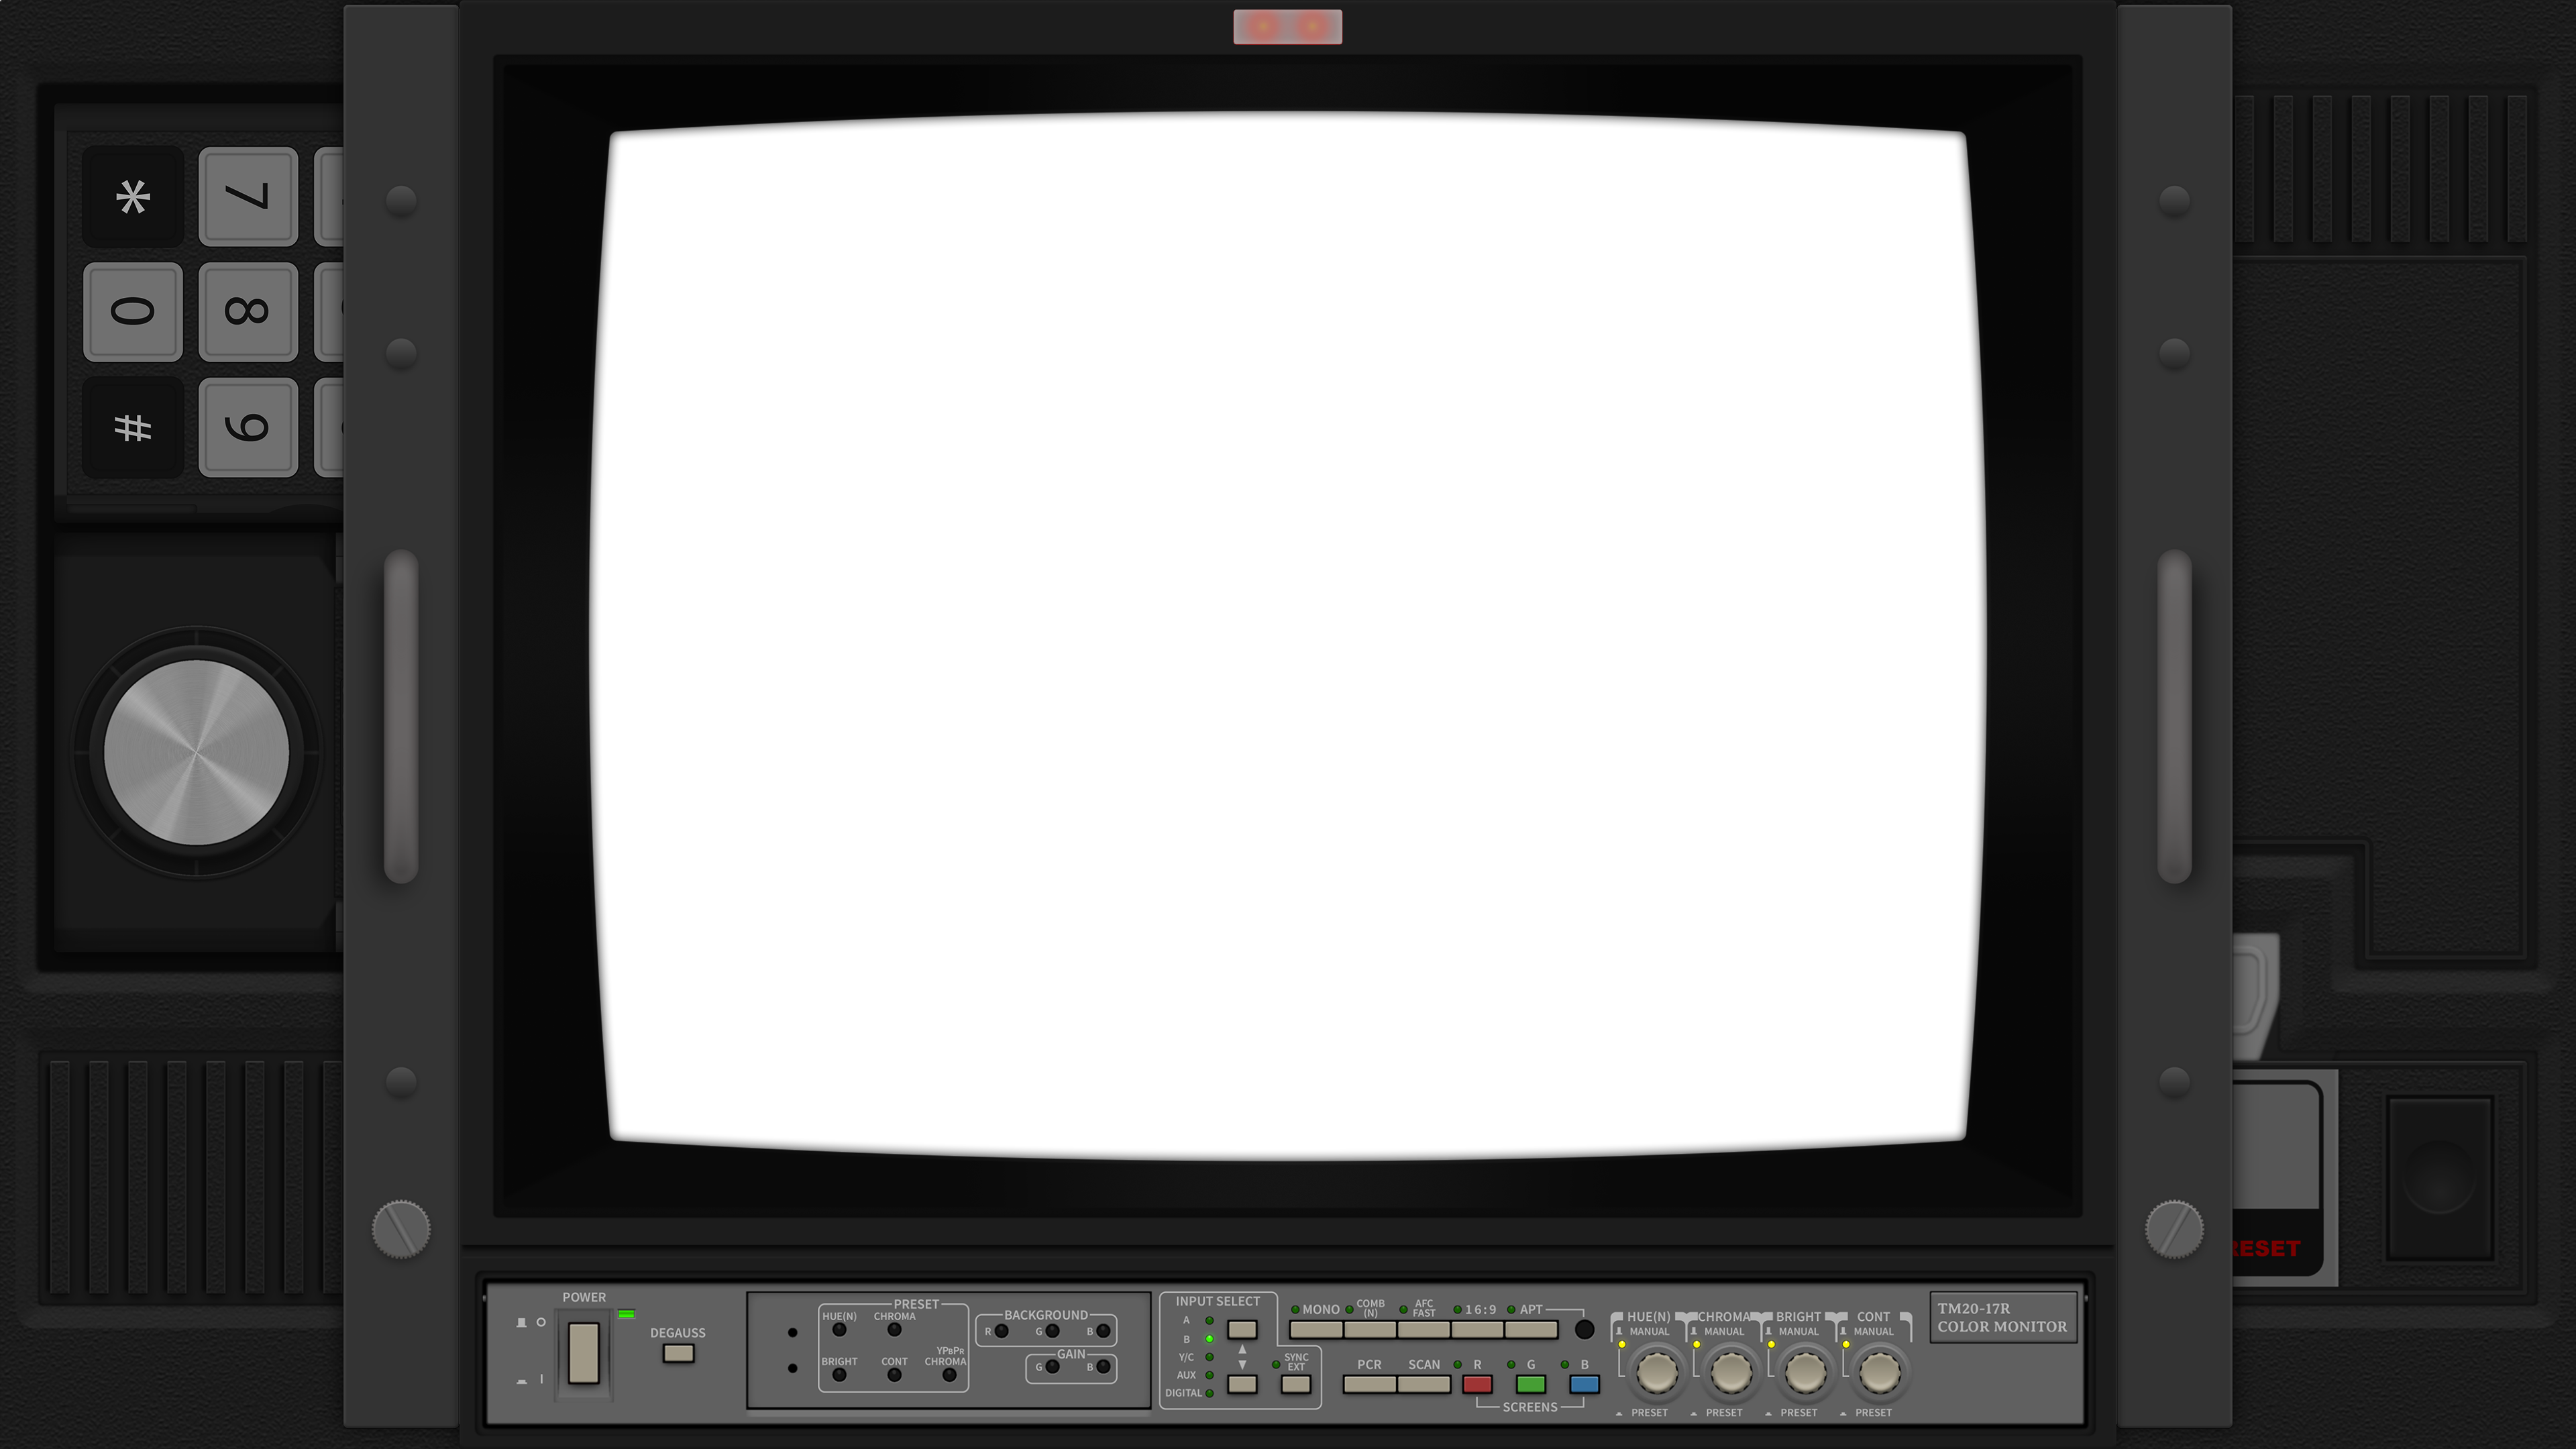 * 7
0 8
# 9
POWER
O
I
DEGAUSS
PRESET
HUE(N) CHROMA
BRIGHT CONT YPBPR CHROMA
BACKGROUND
R G B
GAIN
G B
INPUT SELECT
A
B
Y/C
AUX
DIGITAL
SYNC
EXT
MONO COMB (N) AFC FAST 16:9 APT
PCR SCAN R G B
SCREENS
HUE(N) CHROMA BRIGHT CONT
MANUAL MANUAL MANUAL MANUAL
PRESET PRESET PRESET PRESET
TM20-17R
COLOR MONITOR
RESET